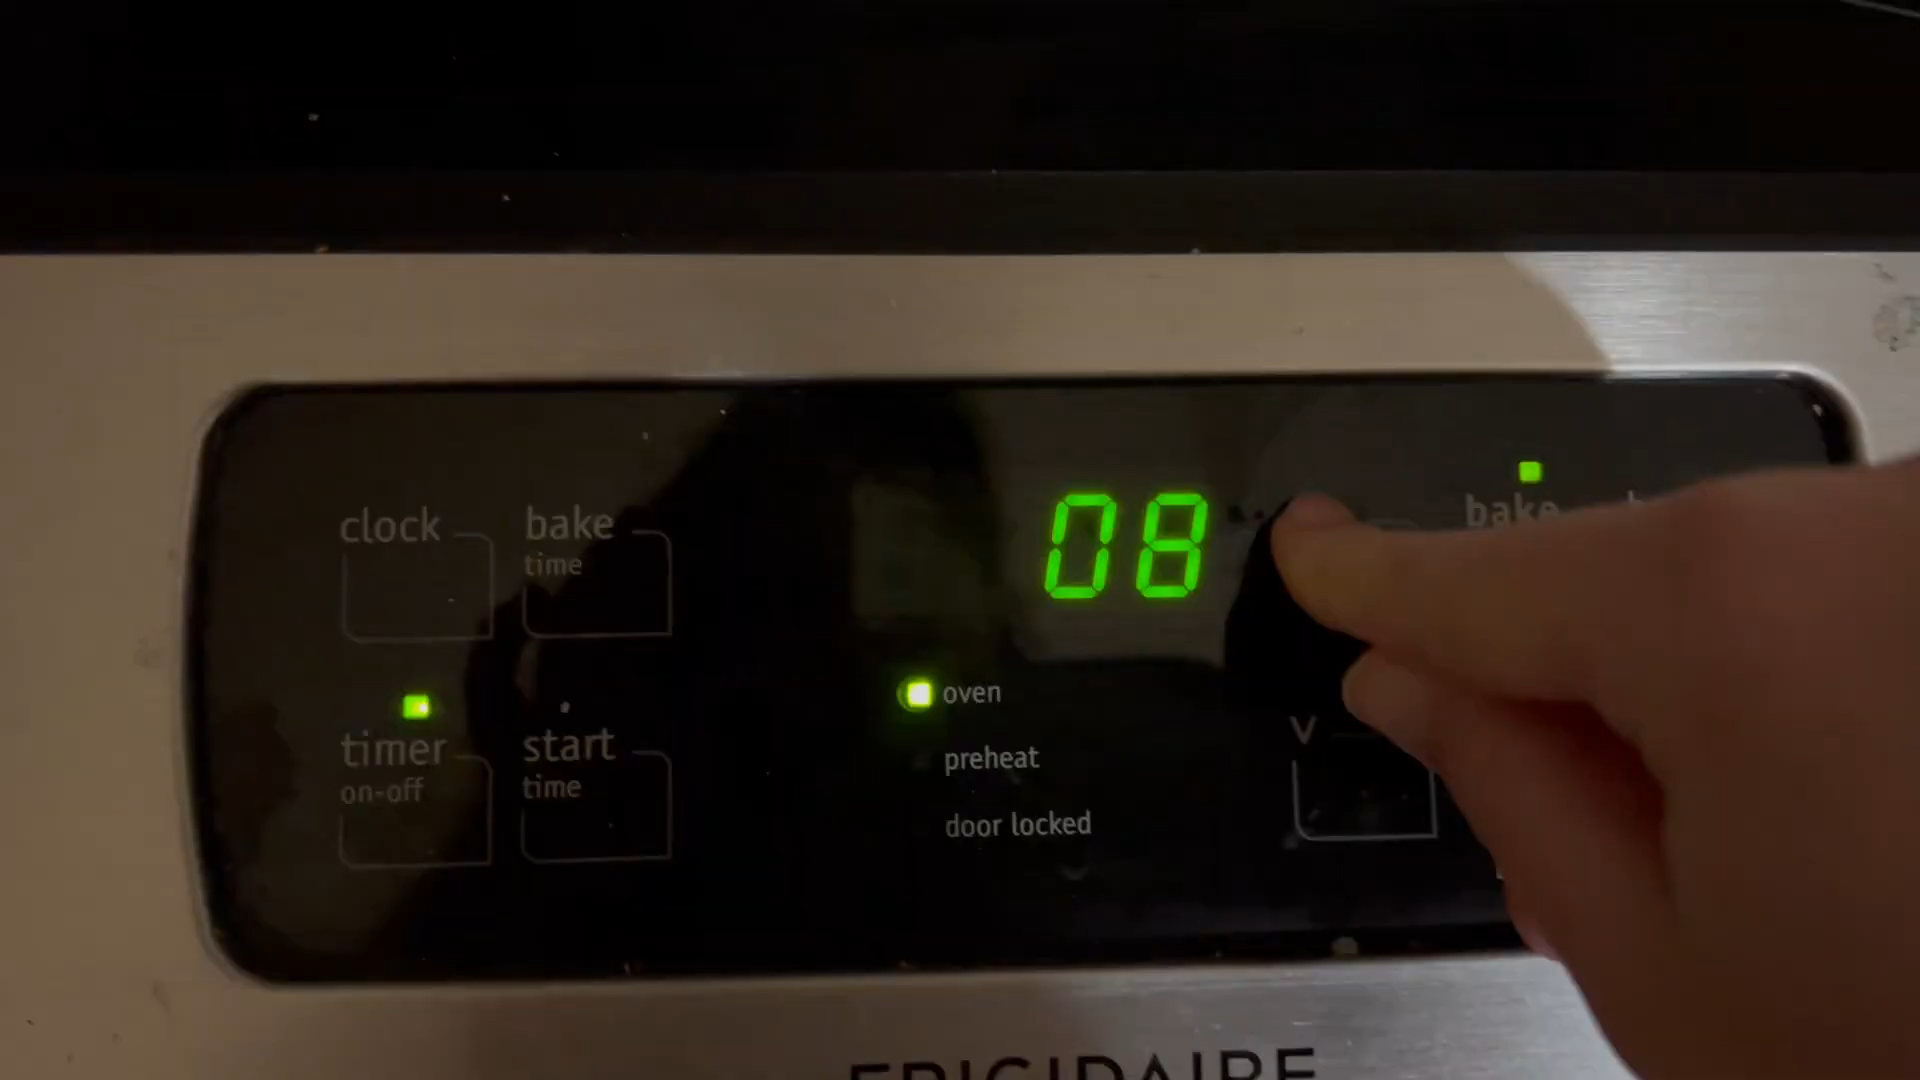 clock
bake
time
08
bake
timer
on-off
start
time
oven
preheat
door locked
V
FRIGIDAIRE